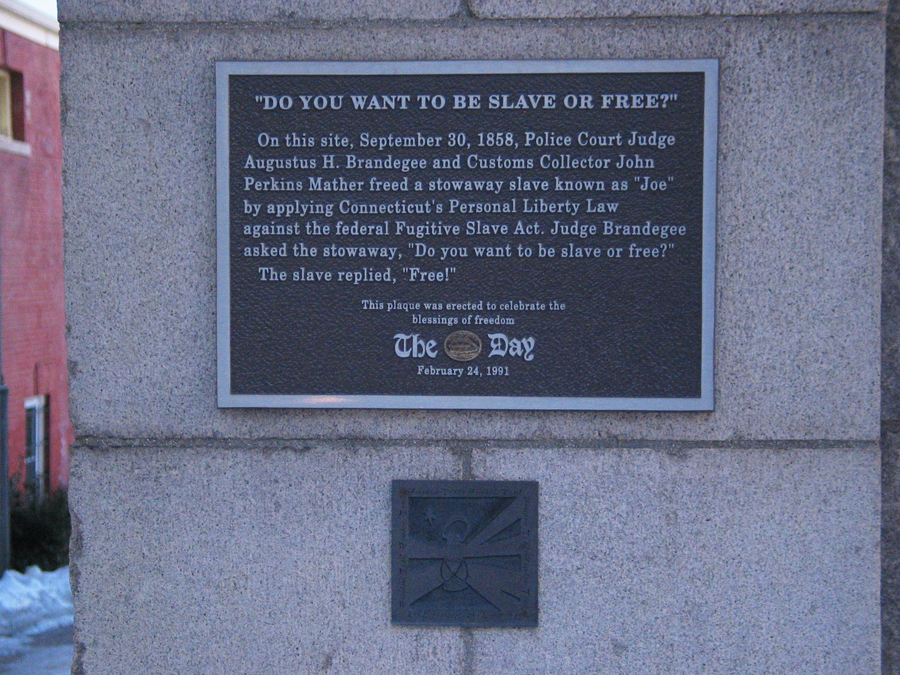 "DO YOU WANT TO BE SLAVE OR FREE?"
On this site, September 30, 1858, Police Court Judge
Augustus H. Brandegee and Customs Collector John
Perkins Mather freed a stowaway slave known as "Joe"
by applying Connecticut's Personal Liberty Law
against the federal Fugitive Slave Act. Judge Brandegee
asked the stowaway, "Do you want to be slave or free?"
The slave replied, "Free!"
This plaque was erected to celebrate the
blessings of freedom
The Day
February 24, 1991